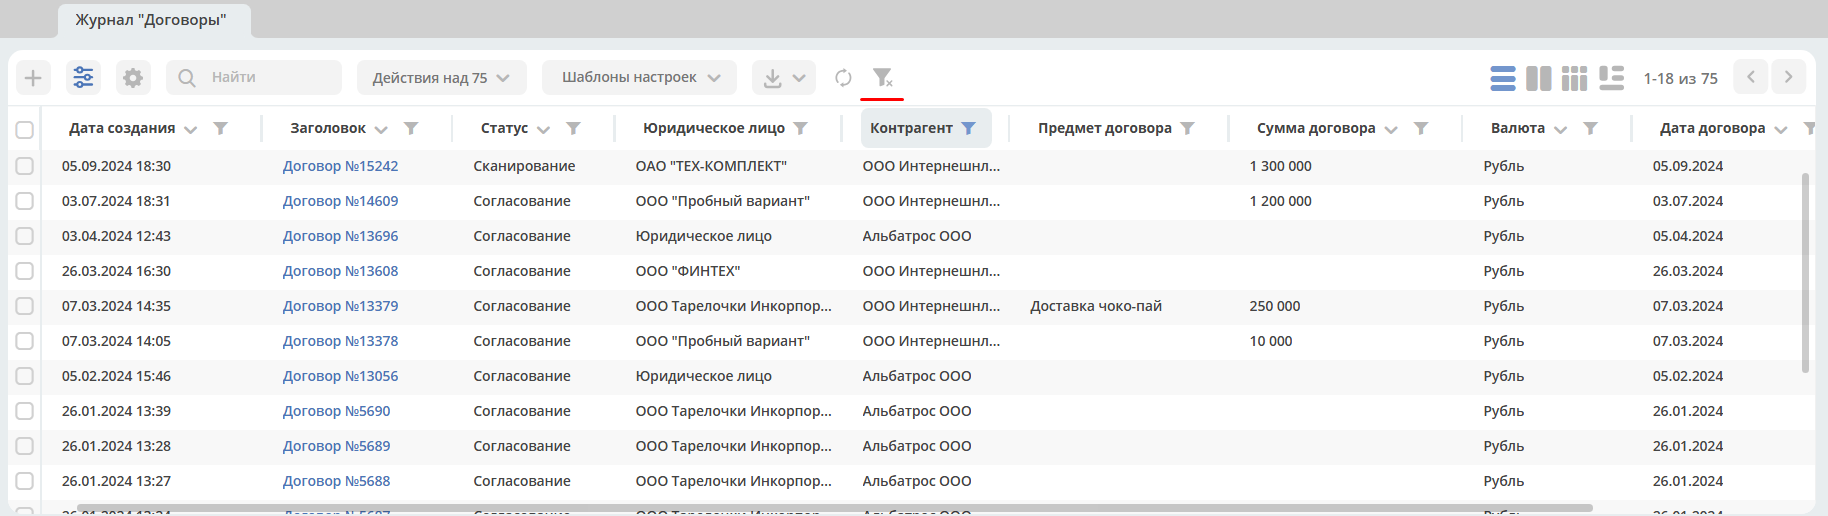 Журнал "Договоры"
Найти Действия над 75 Шаблоны настроек 1-18 из 75
Дата создания Заголовок Статус Юридическое лицо Контрагент Предмет договора Сумма договора Валюта Дата договора
05.09.2024 18:30 Договор №15242 Сканирование ОАО "ТЕХ-КОМПЛЕКТ" ООО Интернешнл... 1 300 000 Рубль 05.09.2024
03.07.2024 18:31 Договор №14609 Согласование ООО "Пробный вариант" ООО Интернешнл... 1 200 000 Рубль 03.07.2024
03.04.2024 12:43 Договор №13696 Согласование Юридическое лицо Альбатрос ООО Рубль 05.04.2024
26.03.2024 16:30 Договор №13608 Согласование ООО "ФИНТЕХ" ООО Интернешнл... Рубль 26.03.2024
07.03.2024 14:35 Договор №13379 Согласование ООО Тарелочки Инкорпор... ООО Интернешнл... Доставка чоко-пай 250 000 Рубль 07.03.2024
07.03.2024 14:05 Договор №13378 Согласование ООО "Пробный вариант" ООО Интернешнл... 10 000 Рубль 07.03.2024
05.02.2024 15:46 Договор №13056 Согласование Юридическое лицо Альбатрос ООО Рубль 05.02.2024
26.01.2024 13:39 Договор №5690 Согласование ООО Тарелочки Инкорпор... Альбатрос ООО Рубль 26.01.2024
26.01.2024 13:28 Договор №5689 Согласование ООО Тарелочки Инкорпор... Альбатрос ООО Рубль 26.01.2024
26.01.2024 13:27 Договор №5688 Согласование ООО Тарелочки Инкорпор... Альбатрос ООО Рубль 26.01.2024